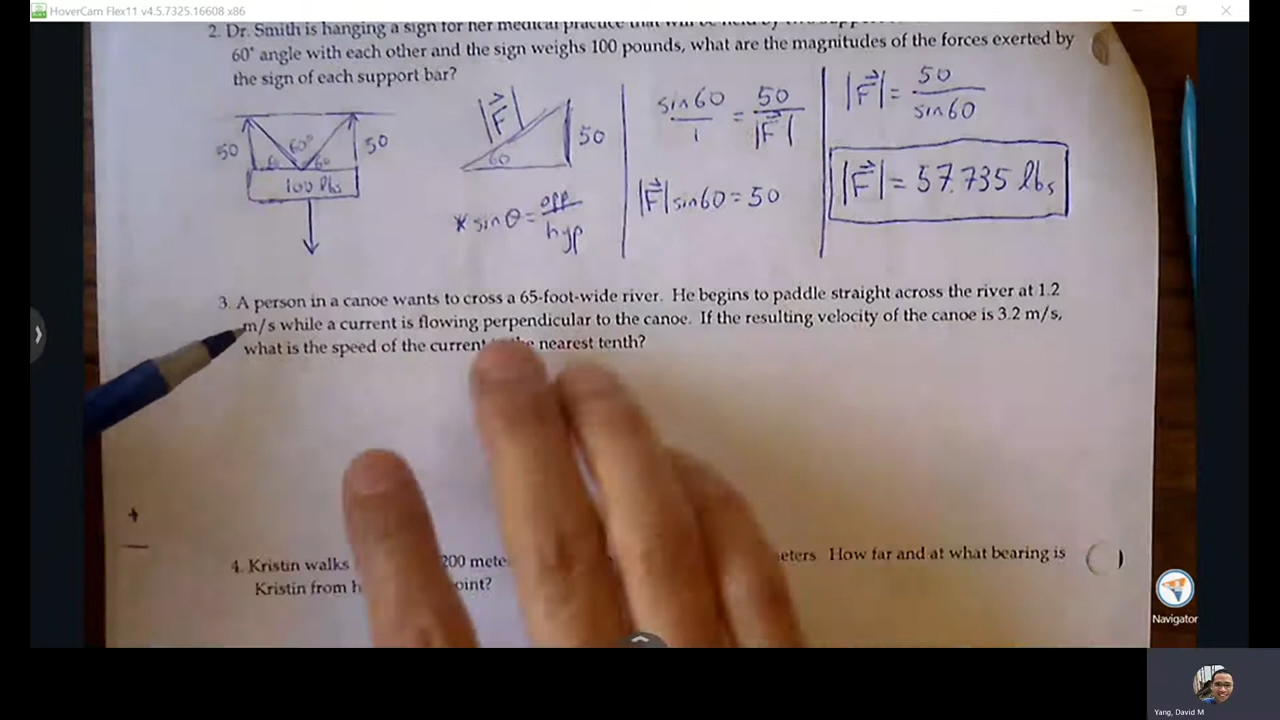 HoverCam Flex11 v4.5.7325.16608 x86
2. Dr. Smith is hanging a sign for her medical practice that will be held by two
60° angle with each other and the sign weighs 100 pounds, what are the magnitudes of the forces exerted by
the sign of each support bar?
50 60° 60 50
100 lbs
|F⃗| 50
60
*sinθ = opp/hyp
sin60/1 = 50/|F⃗|
|F⃗|sin60 = 50
|F⃗| = 50/sin60
|F⃗| = 57.735 lbs
3. A person in a canoe wants to cross a 65-foot-wide river. He begins to paddle straight across the river at 1.2
m/s while a current is flowing perpendicular to the canoe. If the resulting velocity of the canoe is 3.2 m/s,
what is the speed of the current nearest tenth?
4. Kristin walks 200 eters How far and at what bearing is
Kristin from oint?
Navigator
Yang, David M